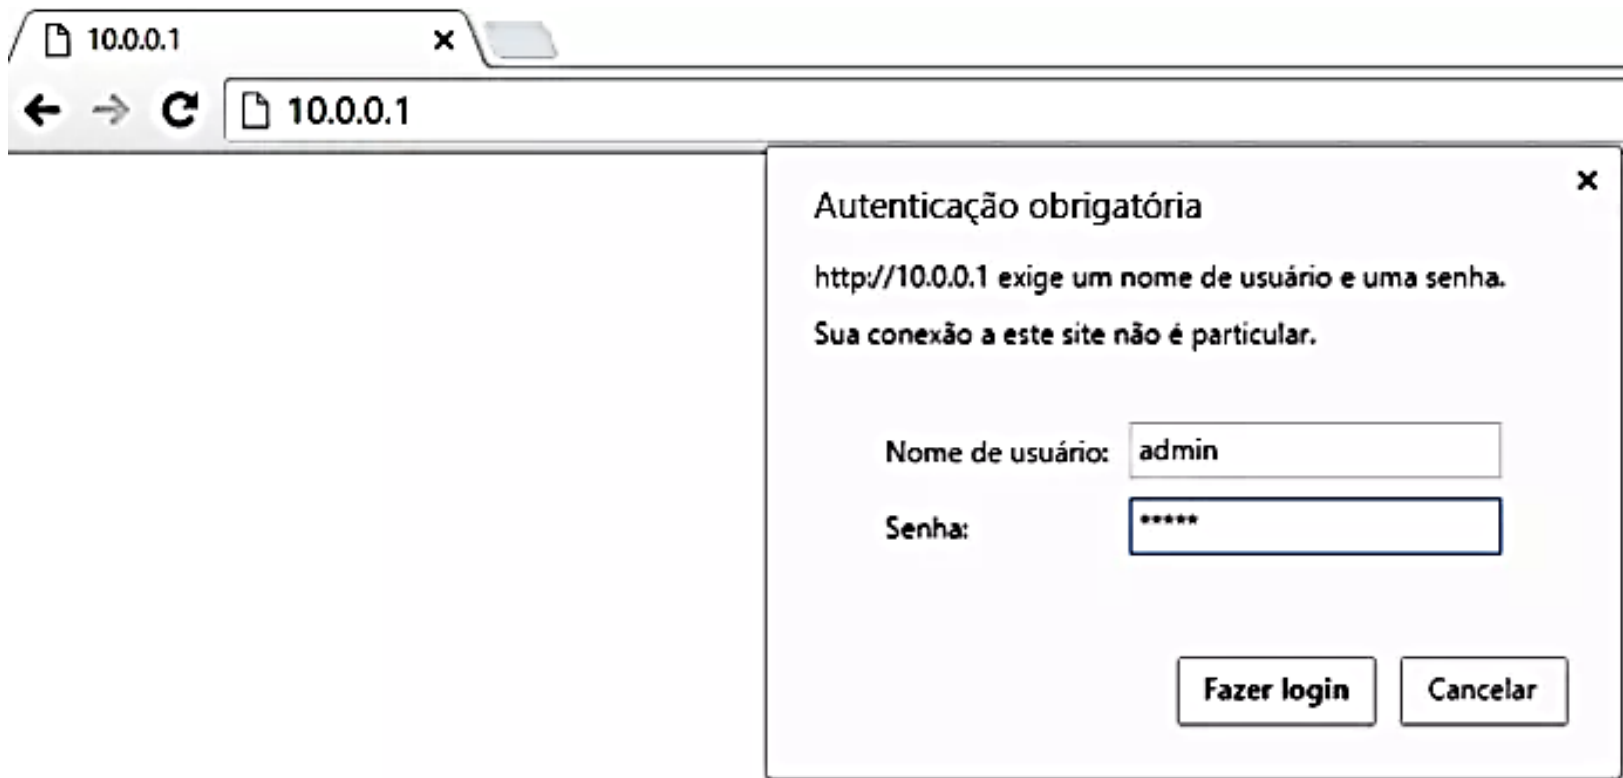 10.0.0.1
10.0.0.1
Autenticação obrigatória
http://10.0.0.1 exige um nome de usuário e uma senha.
Sua conexão a este site não é particular.
Nome de usuário: admin
Senha: *****
Fazer login Cancelar